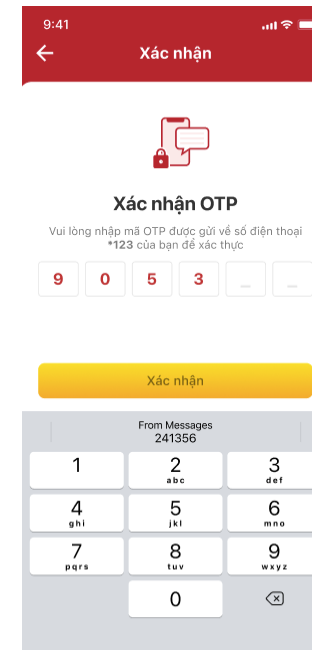 9:41
Xác nhận
Xác nhận OTP
Vui lòng nhập mã OTP được gửi về số điện thoại
*123 của bạn để xác thực
9 0 5 3 _ _
Xác nhận
From Messages
241356
1 2 3
abc def
4 5 6
ghi jkl mno
7 8 9
pqrs tuv wxyz
0